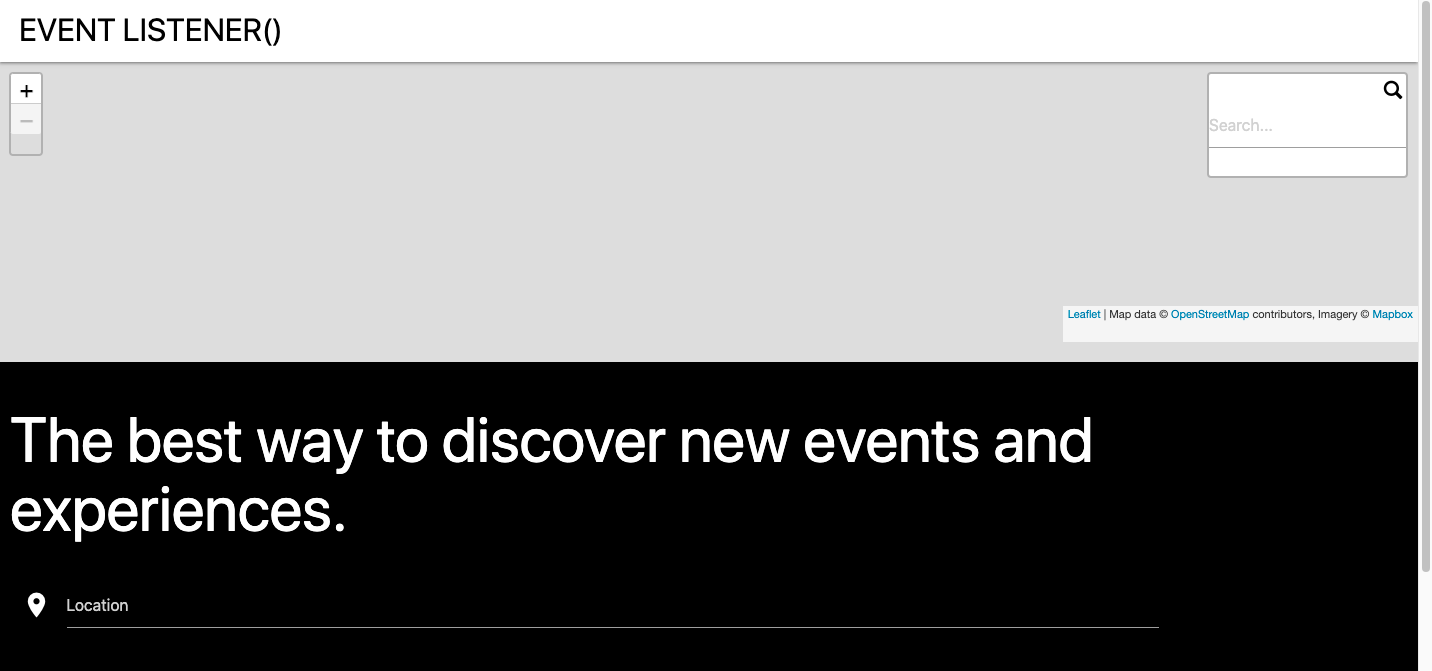 EVENT LISTENER()
+
−
Search...
Leaflet | Map data © OpenStreetMap contributors, Imagery © Mapbox
The best way to discover new events and
experiences.
Location